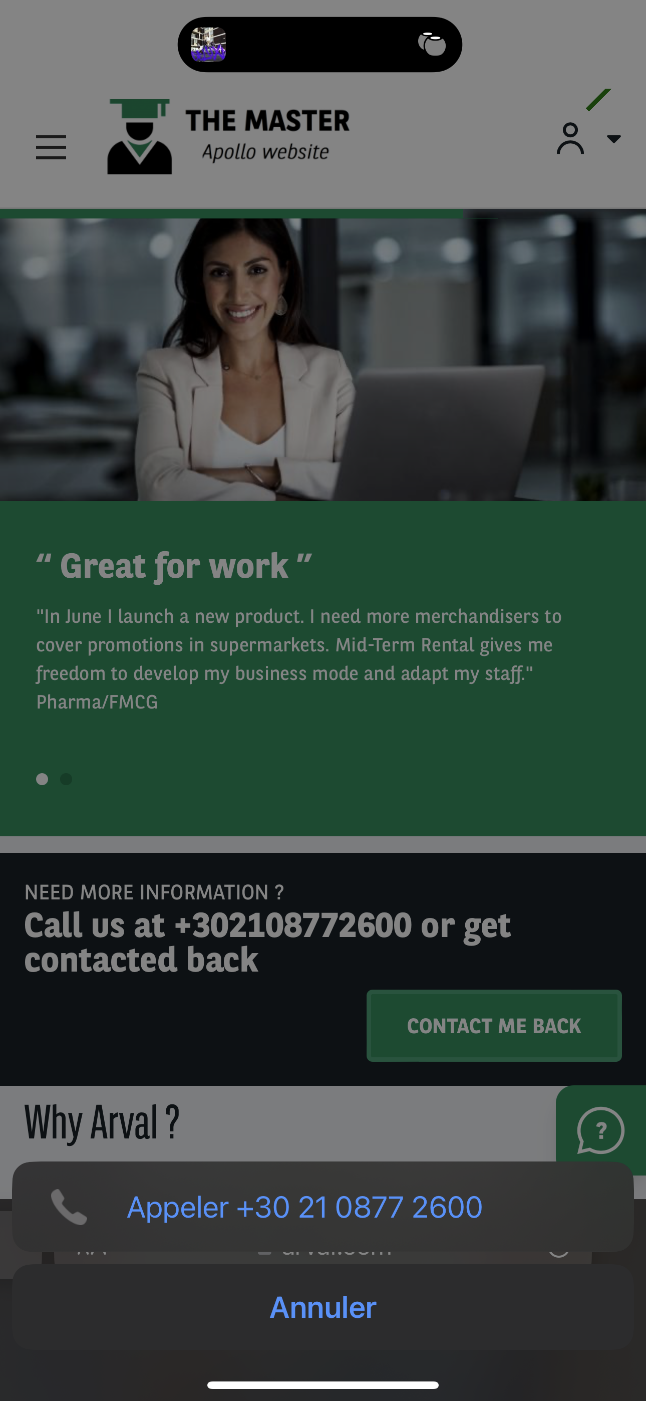 THE MASTER
Apollo website
“ Great for work ”
"In June I launch a new product. I need more merchandisers to
cover promotions in supermarkets. Mid-Term Rental gives me
freedom to develop my business mode and adapt my staff."
Pharma/FMCG
NEED MORE INFORMATION ?
Call us at +302108772600 or get
contacted back
CONTACT ME BACK
Why Arval ?
?
Appeler +30 21 0877 2600
arval.com
Annuler